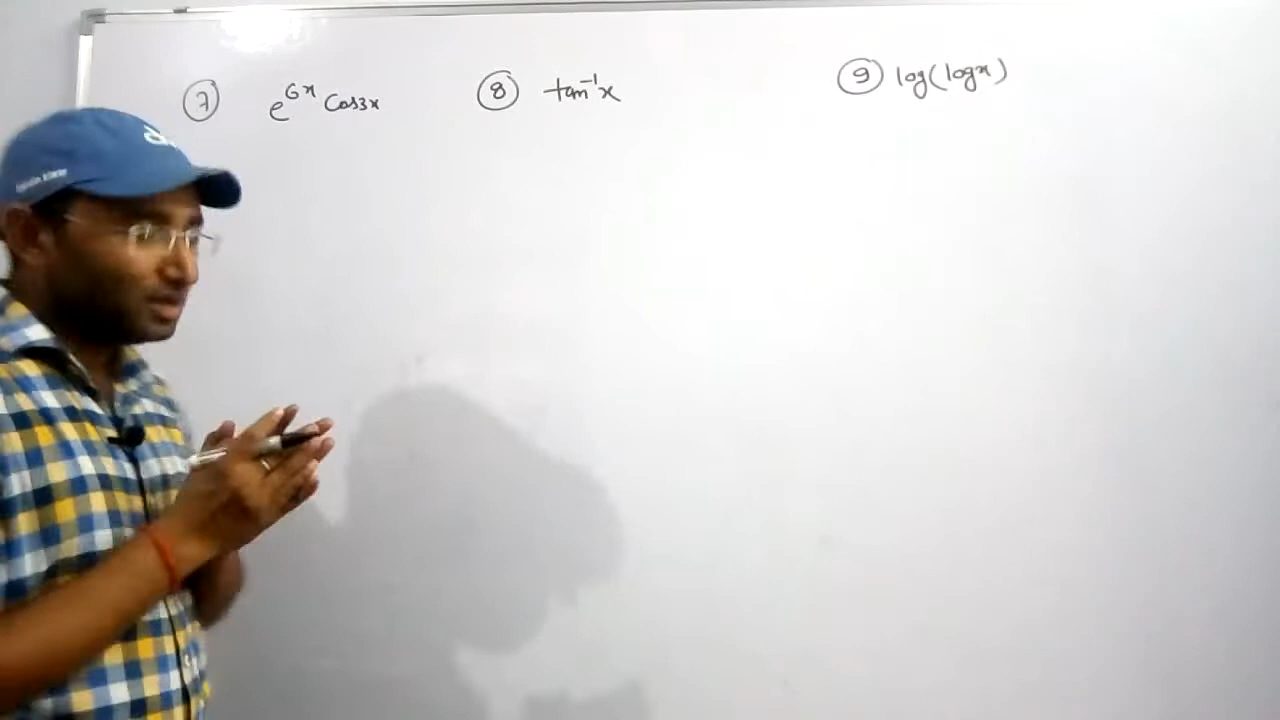 ⑦ e^{6x} Cos3x ⑧ tan⁻¹x ⑨ log(logx)